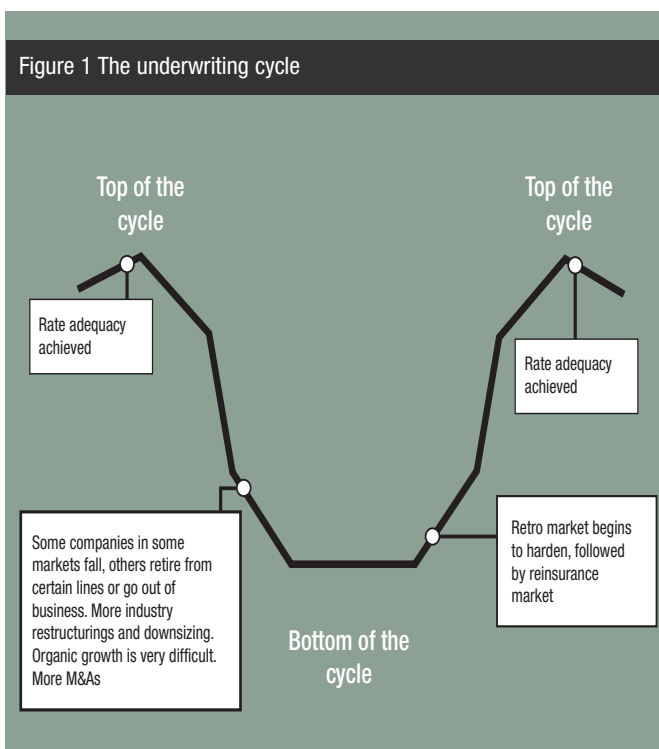 Figure 1 The underwriting cycle
Top of the
cycle
Top of the
cycle
Rate adequacy
achieved
Rate adequacy
achieved
Some companies in some
markets fall, others retire from
certain lines or go out of
business. More industry
restructurings and downsizing.
Organic growth is very difficult.
More M&As
Retro market begins
to harden, followed
by reinsurance
market
Bottom of the
cycle